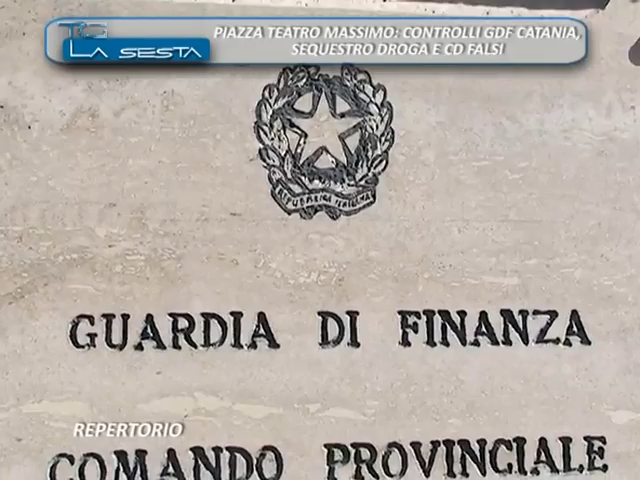 TG
LA SESTA
PIAZZA TEATRO MASSIMO: CONTROLLI GDF CATANIA,
SEQUESTRO DROGA E CD FALSI
REPUBBLICA ITALIANA
GUARDIA DI FINANZA
REPERTORIO
COMANDO PROVINCIALE